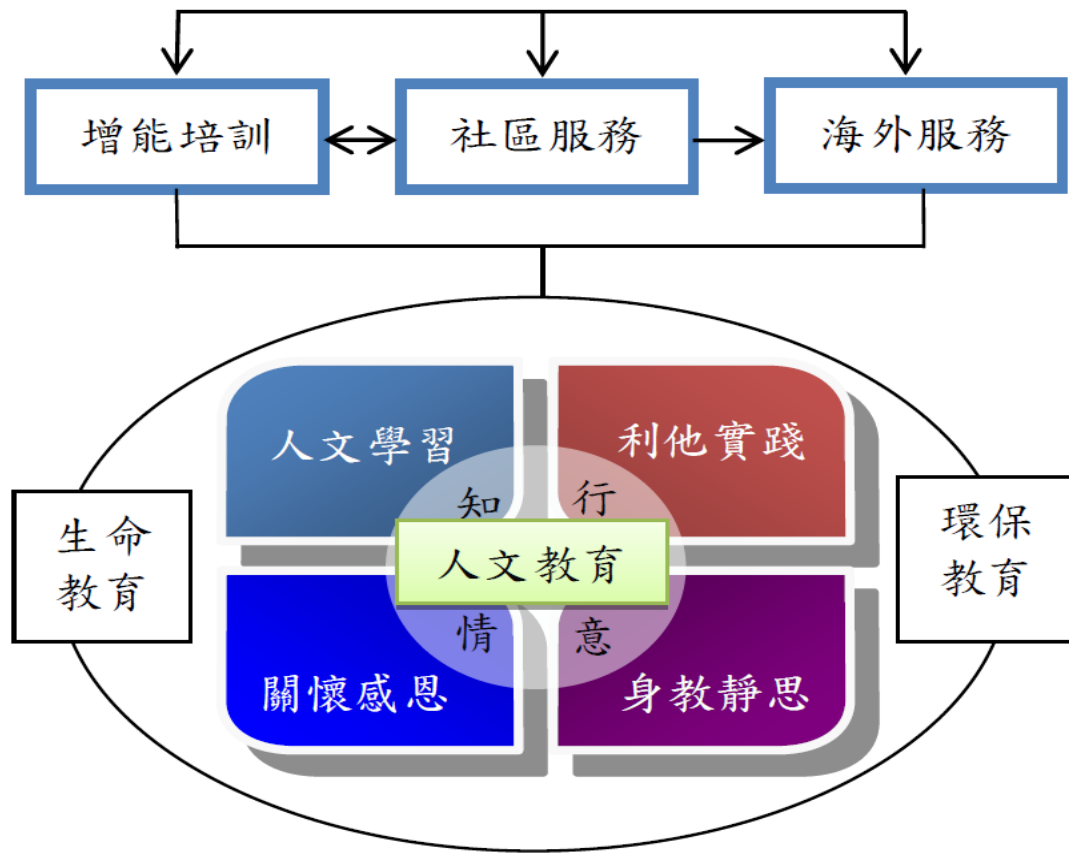 增能培訓
社區服務
海外服務
人文學習
利他實踐
知
行
生命
教育
人文教育
環保
教育
情
意
關懷感恩
身教靜思